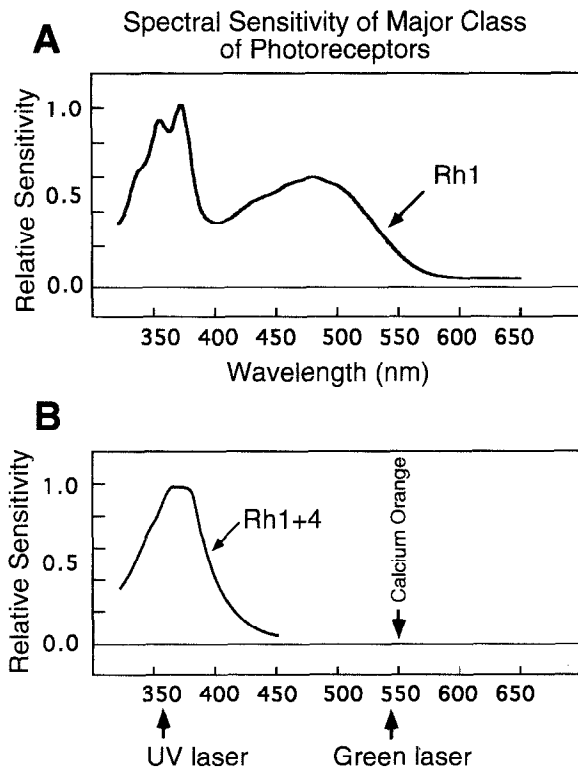 A
Spectral Sensitivity of Major Class
of Photoreceptors
Relative Sensitivity
1.0
0.5
0.0
Rh1
350 400 450 500 550 600 650
Wavelength (nm)
B
Relative Sensitivity
1.0
0.5
0.0
Rh1+4
Calcium Orange
350 400 450 500 550 600 650
UV laser
Green laser